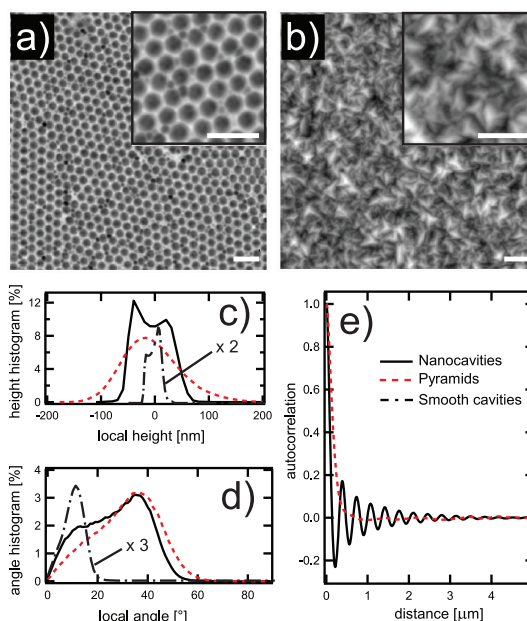 a)
b)
c)
height histogram [%]
12
8
4
0
x 2
-200
-100
0
100
200
local height [nm]
d)
angle histogram [%]
4
3
2
1
0
x 3
0
20
40
60
80
local angle [°]
e)
autocorrelation
1.0
0.8
0.6
0.4
0.2
0.0
-0.2
Nanocavities
Pyramids
Smooth cavities
0
1
2
3
4
distance [µm]